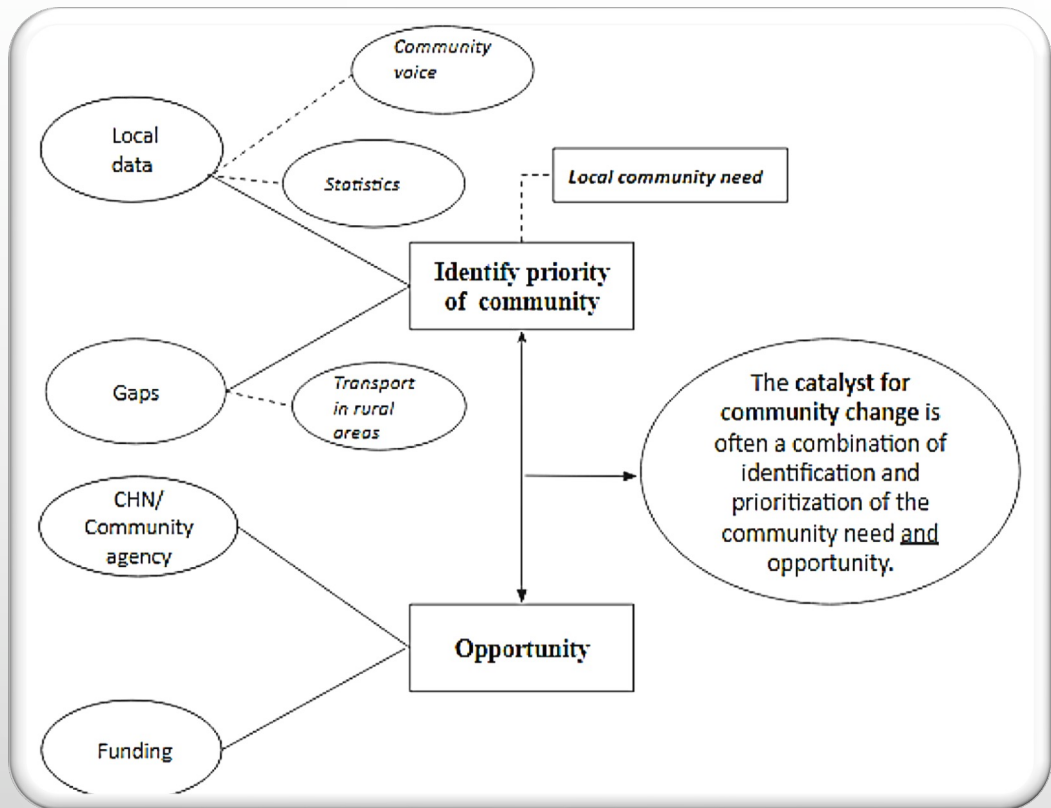 Community
voice
Local
data
Statistics
Local community need
Identify priority
of community
Gaps
Transport
in rural
areas
The catalyst for
community change is
often a combination of
identification and
prioritization of the
community need and
opportunity.
CHN/
Community
agency
Opportunity
Funding